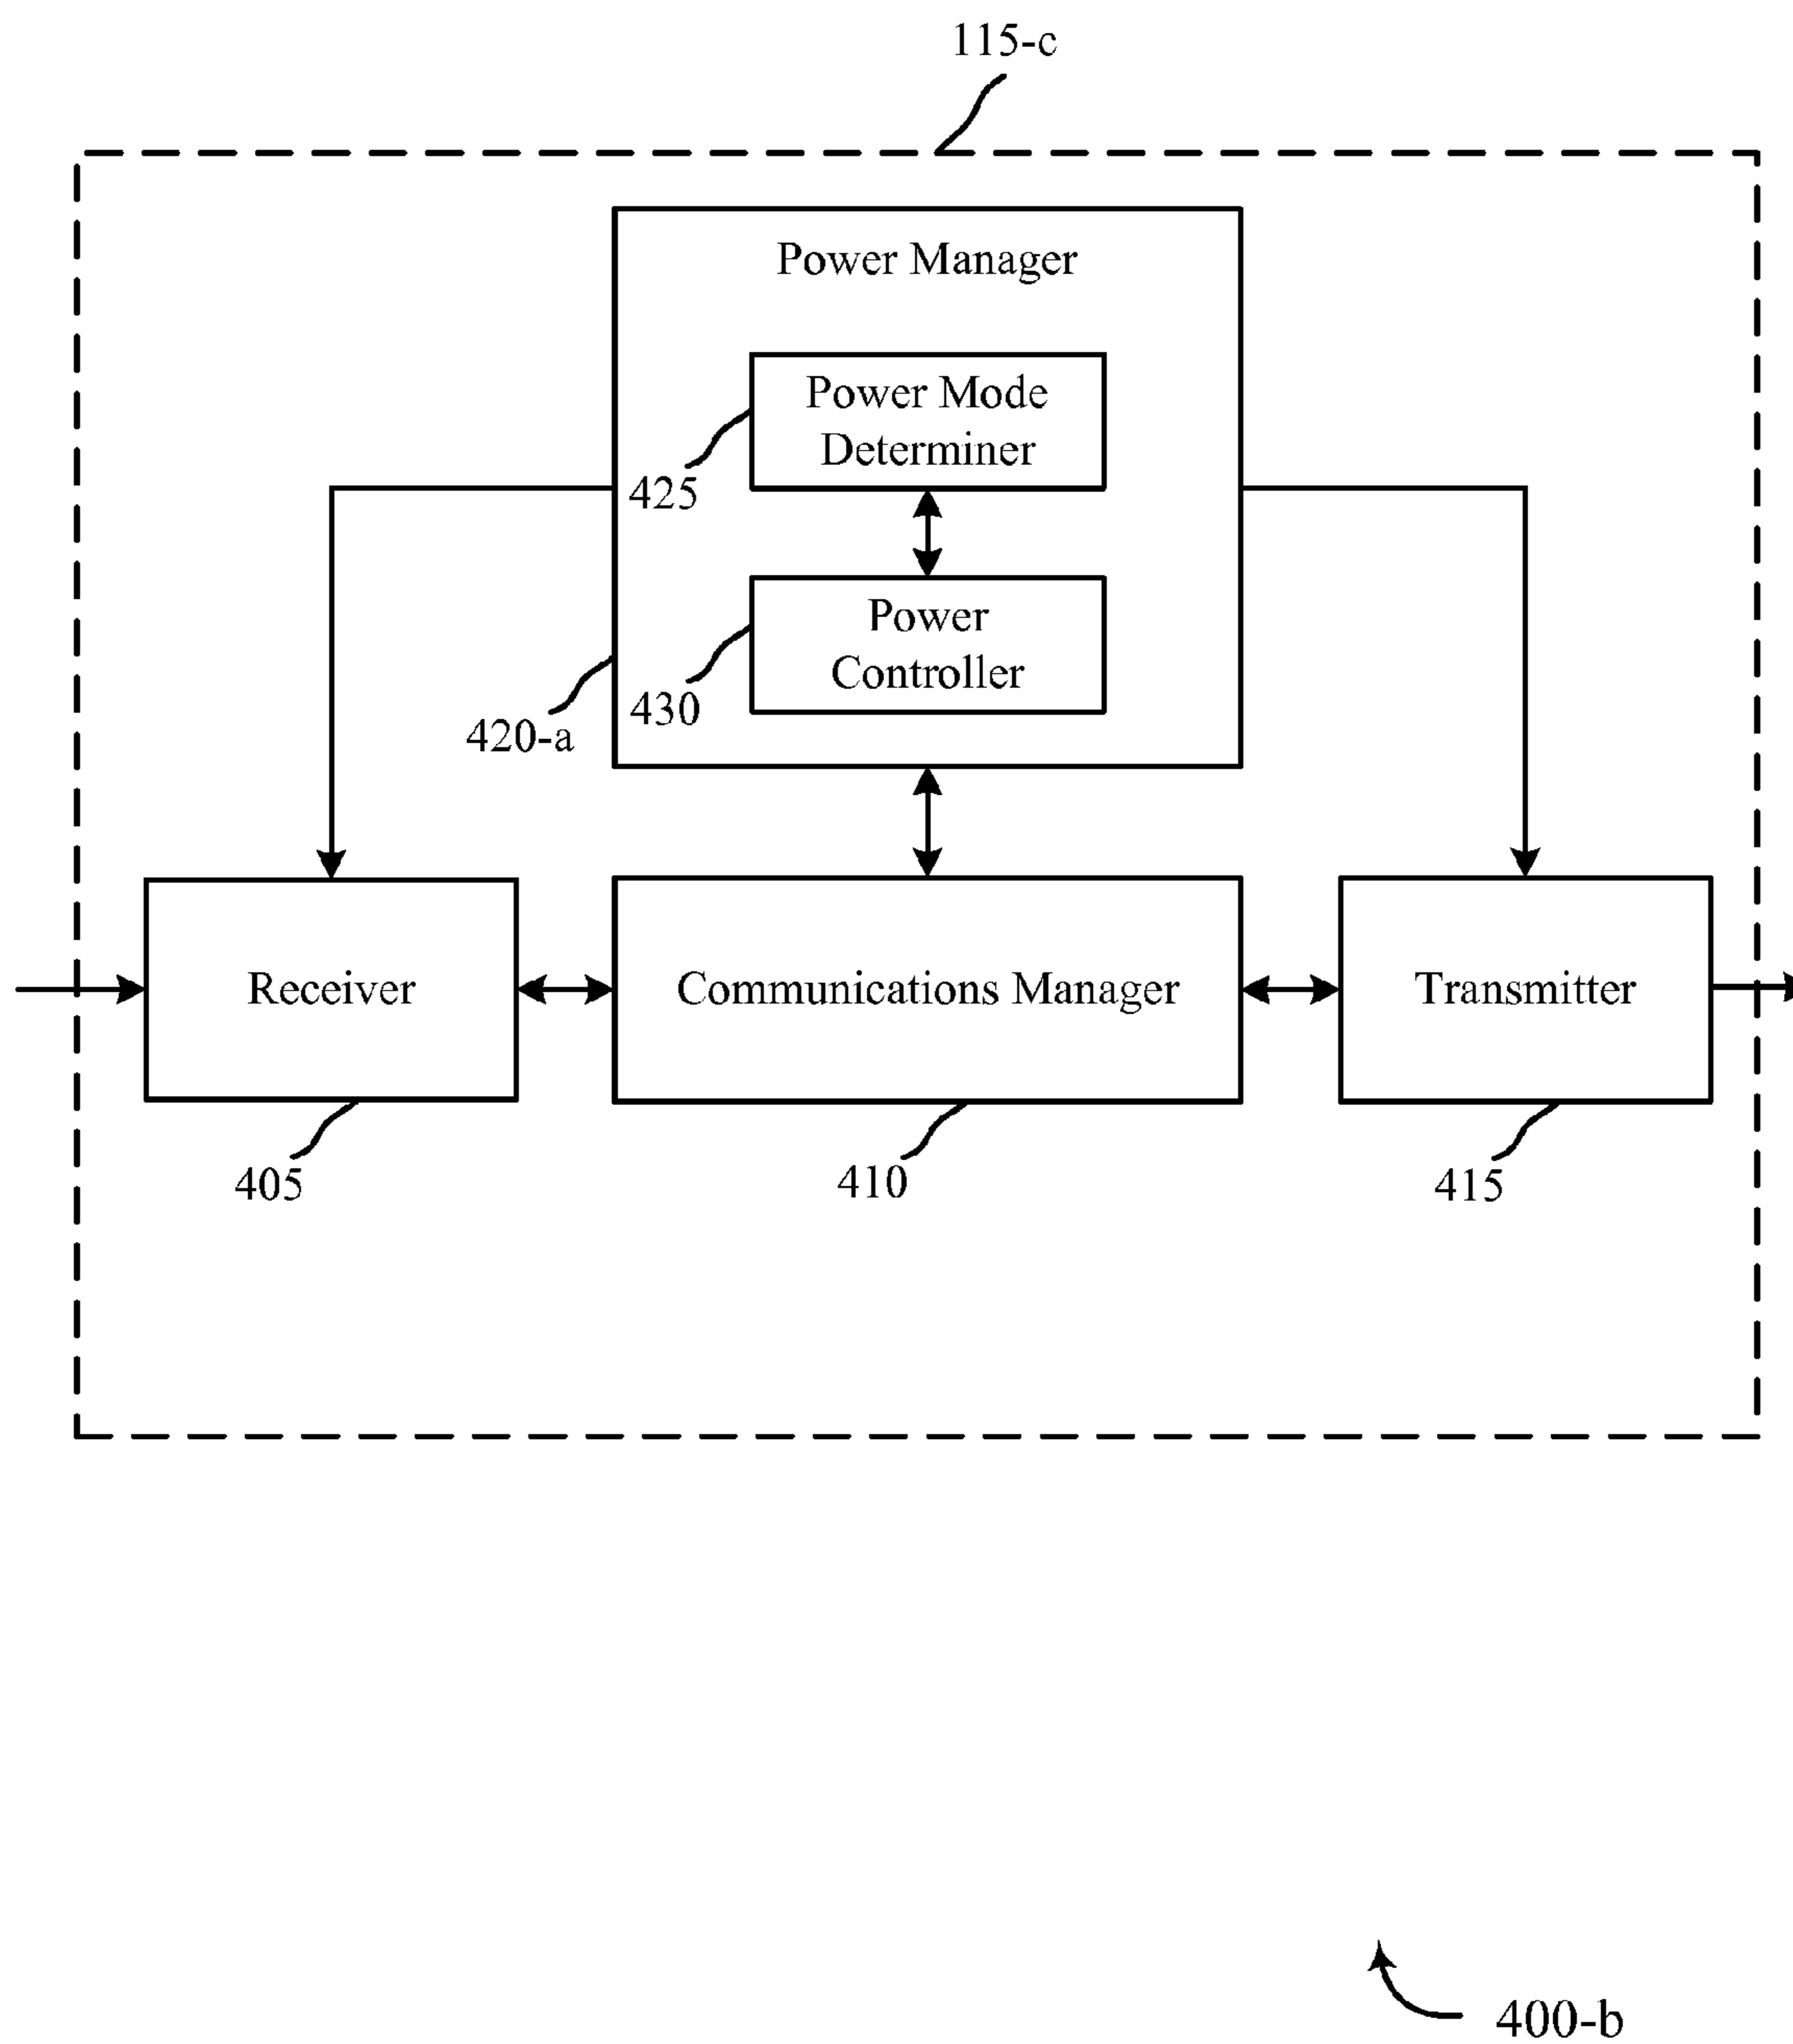 115-c
Power Manager
Power Mode
Determiner
425
Power
Controller
430
420-a
Receiver
Communications Manager
Transmitter
405
410
415
400-b